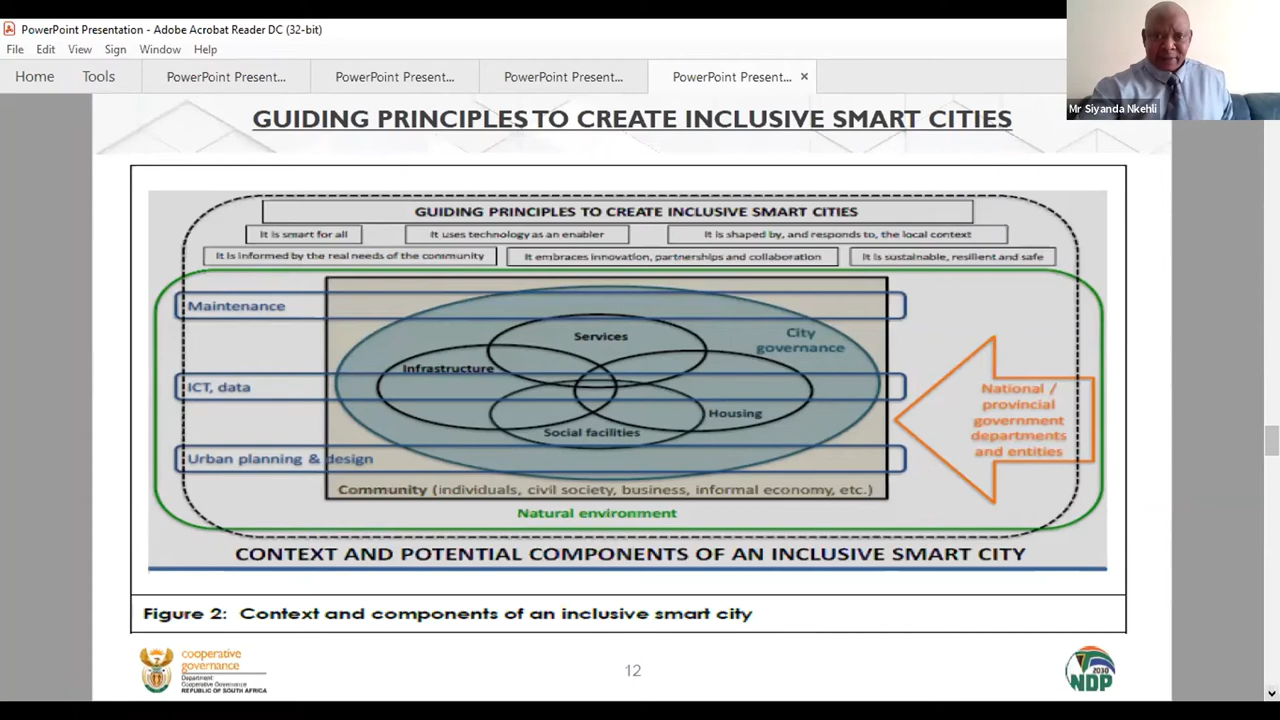 PowerPoint Presentation - Adobe Acrobat Reader DC (32-bit)
File Edit View Sign Window Help
Home Tools PowerPoint Present... PowerPoint Present... PowerPoint Present... PowerPoint Present... ×
Mr Siyanda Nkehli
GUIDING PRINCIPLES TO CREATE INCLUSIVE SMART CITIES
GUIDING PRINCIPLES TO CREATE INCLUSIVE SMART CITIES
It is smart for all
It uses technology as an enabler
It is shaped by, and responds to, the local context
It is informed by the real needs of the community
It embraces innovation, partnerships and collaboration
It is sustainable, resilient and safe
Maintenance
Services
City
governance
Infrastructure
ICT, data
Housing
Social facilities
Urban planning & design
National /
provincial
government
departments
and entities
Community (individuals, civil society, business, informal economy, etc.)
Natural environment
CONTEXT AND POTENTIAL COMPONENTS OF AN INCLUSIVE SMART CITY
Figure 2: Context and components of an inclusive smart city
cooperative
governance
Department:
Cooperative Governance
REPUBLIC OF SOUTH AFRICA
12
2030
NDP